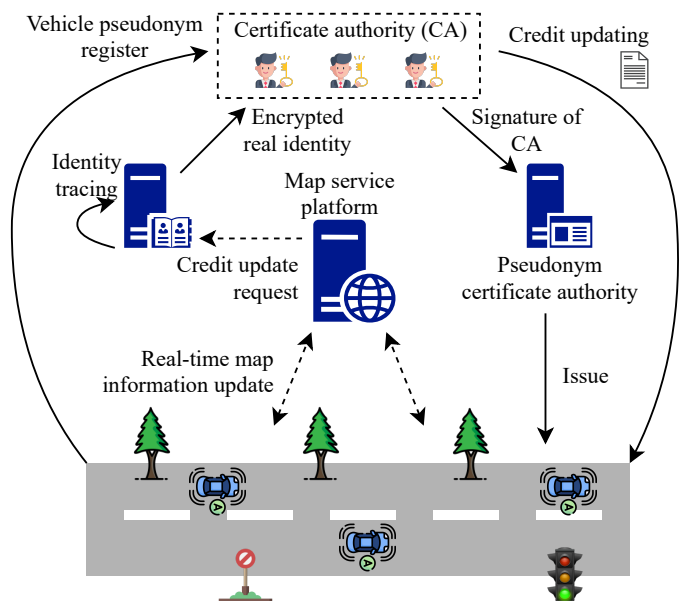 Vehicle pseudonym
register
Certificate authority (CA)
Credit updating
Encrypted
real identity
Signature of
CA
Identity
tracing
Map service
platform
Credit update
request
Pseudonym
certificate authority
Real-time map
information update
Issue
A
A
A